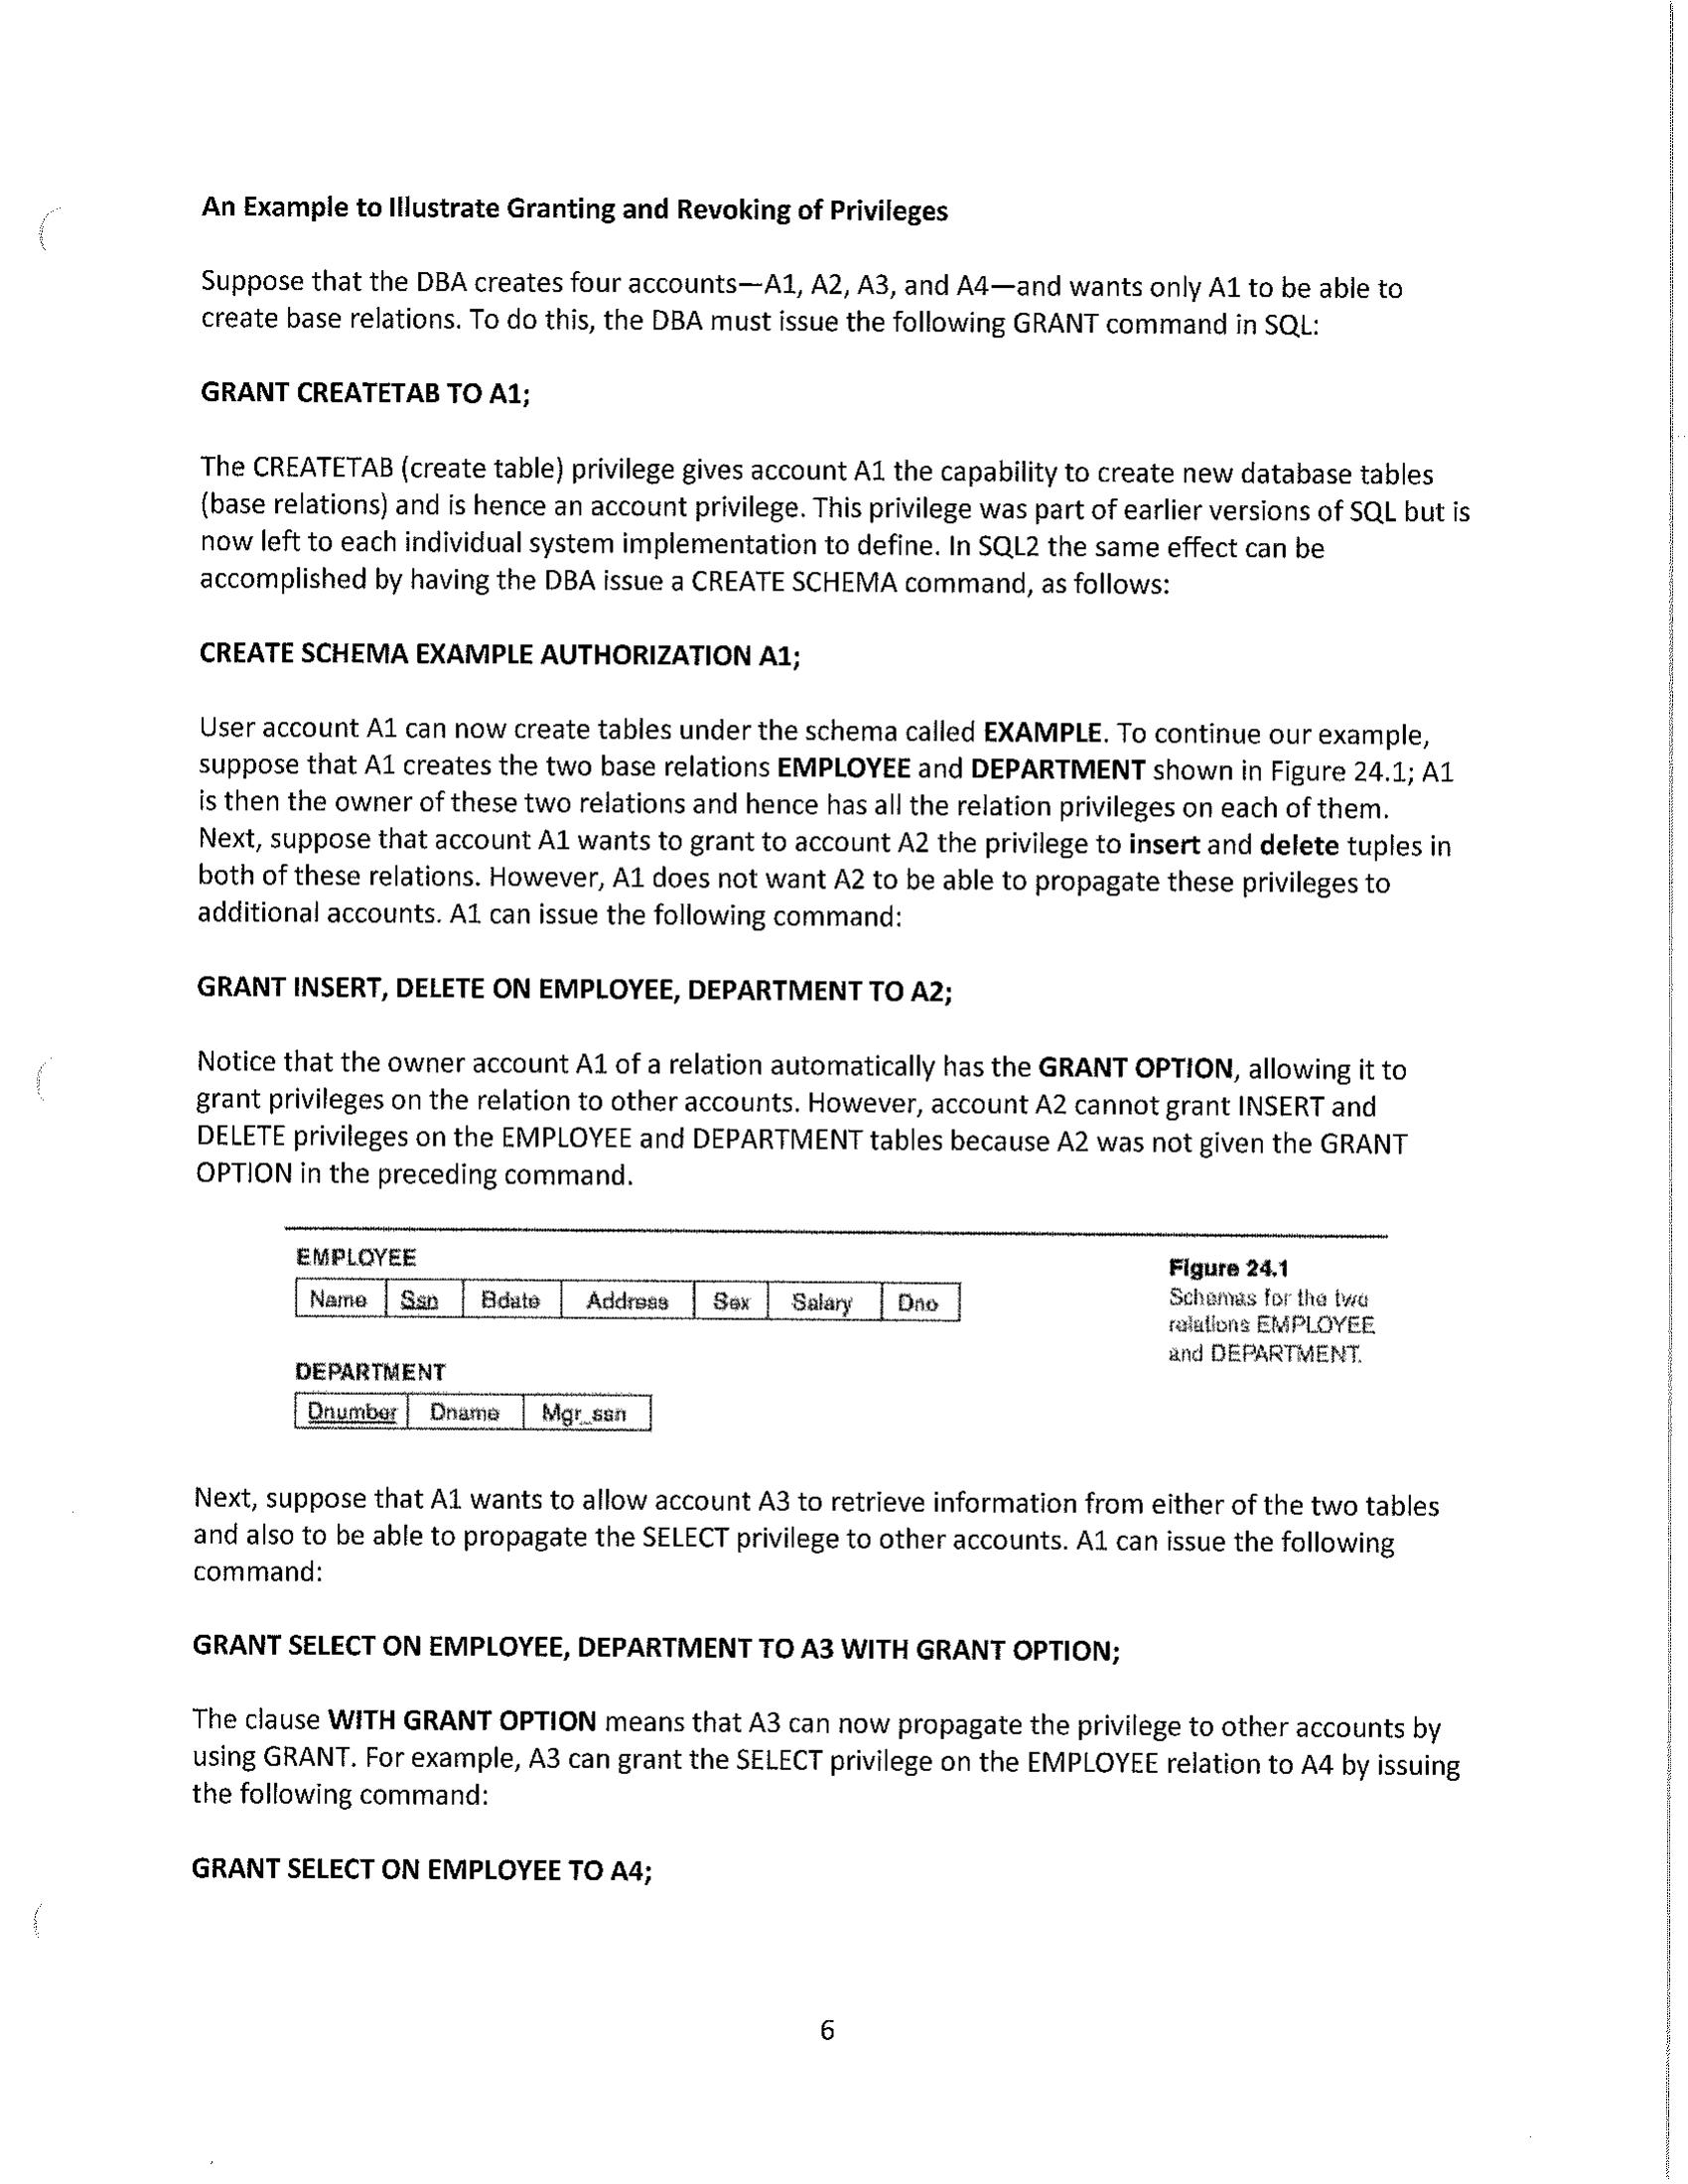 An Example to Illustrate Granting and Revoking of Privileges
Suppose that the DBA creates four accounts—A1, A2, A3, and A4—and wants only A1 to be able to
create base relations. To do this, the DBA must issue the following GRANT command in SQL:
GRANT CREATETAB TO A1;
The CREATETAB (create table) privilege gives account A1 the capability to create new database tables
(base relations) and is hence an account privilege. This privilege was part of earlier versions of SQL but is
now left to each individual system implementation to define. In SQL2 the same effect can be
accomplished by having the DBA issue a CREATE SCHEMA command, as follows:
CREATE SCHEMA EXAMPLE AUTHORIZATION A1;
User account A1 can now create tables under the schema called EXAMPLE. To continue our example,
suppose that A1 creates the two base relations EMPLOYEE and DEPARTMENT shown in Figure 24.1; A1
is then the owner of these two relations and hence has all the relation privileges on each of them.
Next, suppose that account A1 wants to grant to account A2 the privilege to insert and delete tuples in
both of these relations. However, A1 does not want A2 to be able to propagate these privileges to
additional accounts. A1 can issue the following command:
GRANT INSERT, DELETE ON EMPLOYEE, DEPARTMENT TO A2;
Notice that the owner account A1 of a relation automatically has the GRANT OPTION, allowing it to
grant privileges on the relation to other accounts. However, account A2 cannot grant INSERT and
DELETE privileges on the EMPLOYEE and DEPARTMENT tables because A2 was not given the GRANT
OPTION in the preceding command.
EMPLOYEE
Name Ssn Bdate Address Sex Salary Dno
DEPARTMENT
Dnumber Dname Mgr_ssn
Figure 24.1
Schemas for the two
relations EMPLOYEE
and DEPARTMENT.
Next, suppose that A1 wants to allow account A3 to retrieve information from either of the two tables
and also to be able to propagate the SELECT privilege to other accounts. A1 can issue the following
command:
GRANT SELECT ON EMPLOYEE, DEPARTMENT TO A3 WITH GRANT OPTION;
The clause WITH GRANT OPTION means that A3 can now propagate the privilege to other accounts by
using GRANT. For example, A3 can grant the SELECT privilege on the EMPLOYEE relation to A4 by issuing
the following command:
GRANT SELECT ON EMPLOYEE TO A4;
6